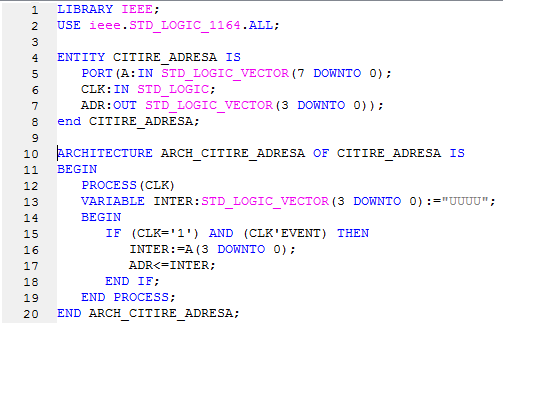 1 LIBRARY IEEE;
2 USE ieee.STD_LOGIC_1164.ALL;
3
4 ENTITY CITIRE_ADRESA IS
5 PORT(A:IN STD_LOGIC_VECTOR(7 DOWNTO 0);
6 CLK:IN STD_LOGIC;
7 ADR:OUT STD_LOGIC_VECTOR(3 DOWNTO 0));
8 end CITIRE_ADRESA;
9
10 ARCHITECTURE ARCH_CITIRE_ADRESA OF CITIRE_ADRESA IS
11 BEGIN
12 PROCESS(CLK)
13 VARIABLE INTER:STD_LOGIC_VECTOR(3 DOWNTO 0):="UUUU";
14 BEGIN
15 IF (CLK='1') AND (CLK'EVENT) THEN
16 INTER:=A(3 DOWNTO 0);
17 ADR<=INTER;
18 END IF;
19 END PROCESS;
20 END ARCH_CITIRE_ADRESA;